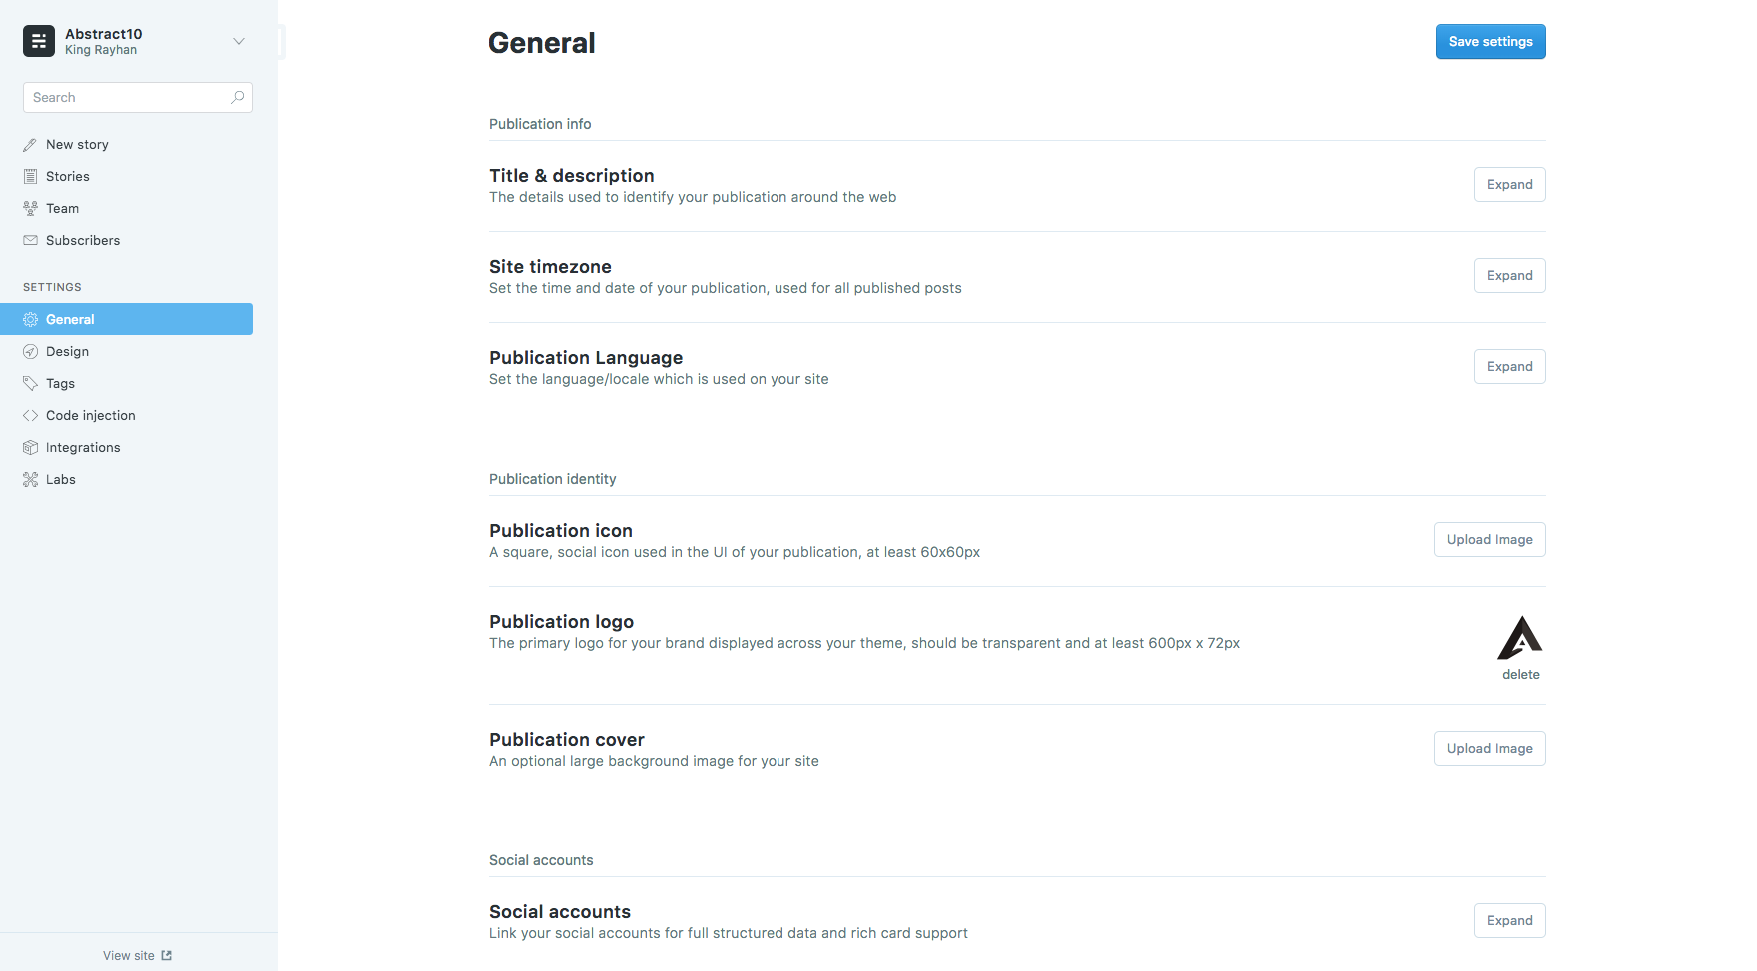 Abstract10
King Rayhan
Search
New story
Stories
Team
Subscribers
SETTINGS
General
Design
Tags
Code injection
Integrations
Labs
View site
General
Save settings
Publication info
Title & description
The details used to identify your publication around the web
Expand
Site timezone
Set the time and date of your publication, used for all published posts
Expand
Publication Language
Set the language/locale which is used on your site
Expand
Publication identity
Publication icon
A square, social icon used in the UI of your publication, at least 60x60px
Upload Image
Publication logo
The primary logo for your brand displayed across your theme, should be transparent and at least 600px x 72px
delete
Publication cover
An optional large background image for your site
Upload Image
Social accounts
Social accounts
Link your social accounts for full structured data and rich card support
Expand